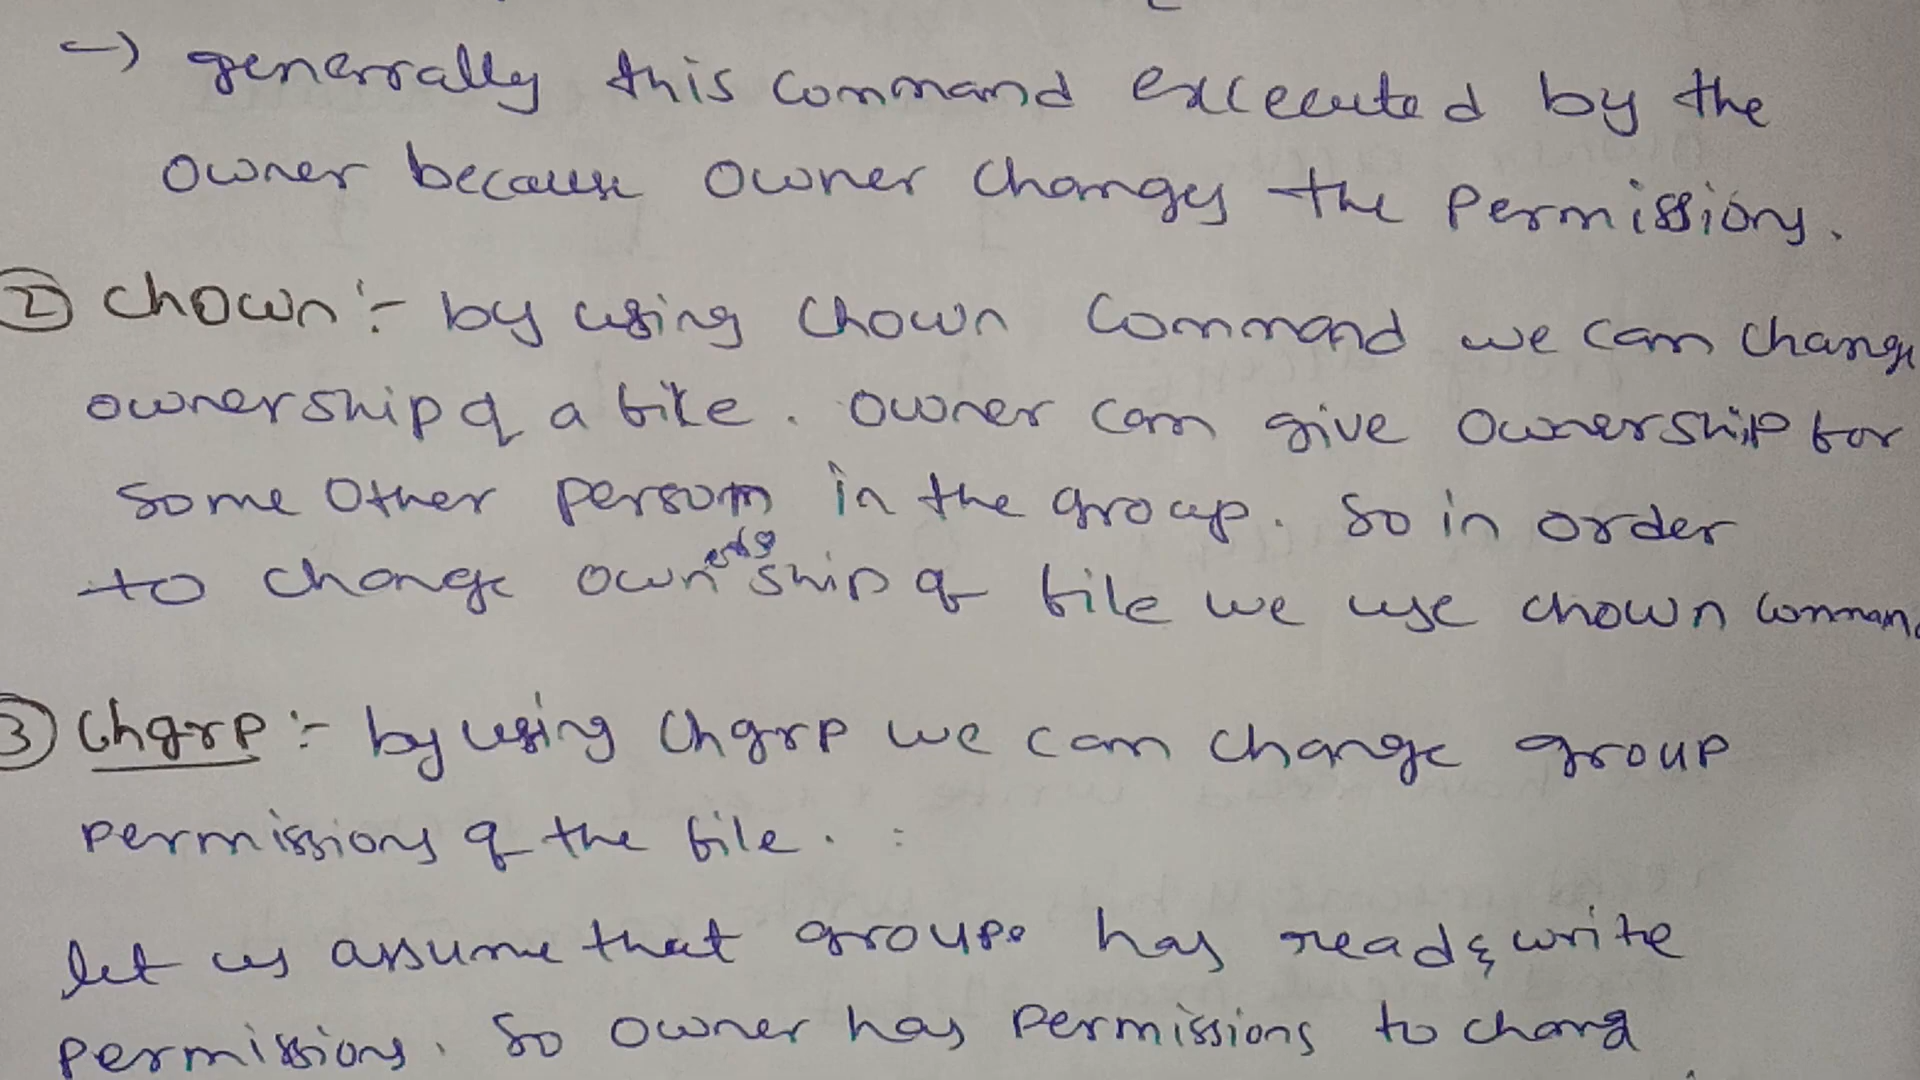 → generally this command excecuted by the
owner because owner changes the permissions.
② chown :- by using chown command we can change
ownership of a file. owner can give ownership for
some other person in the group. so in order
to change ownership of file we use chown comman
③ chgrp :- by using chgrp we can change group
permissions of the file.
let us assume that groups has read & write
permissions. So owner has permissions to chang